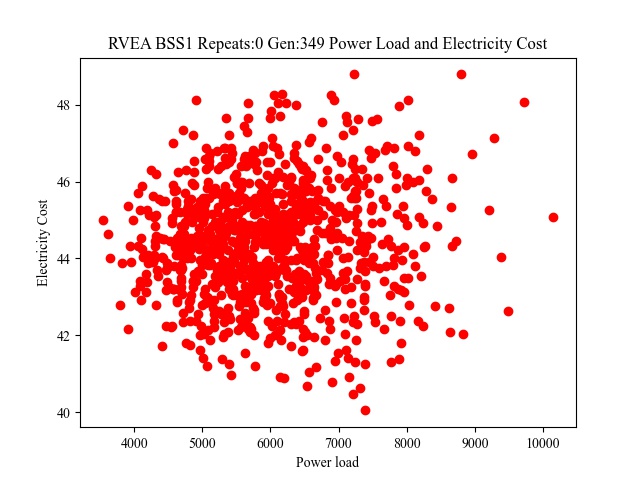 RVEA BSS1 Repeats:0 Gen:349 Power Load and Electricity Cost
48
46
44
42
40
Electricity Cost
4000 5000 6000 7000 8000 9000 10000
Power load